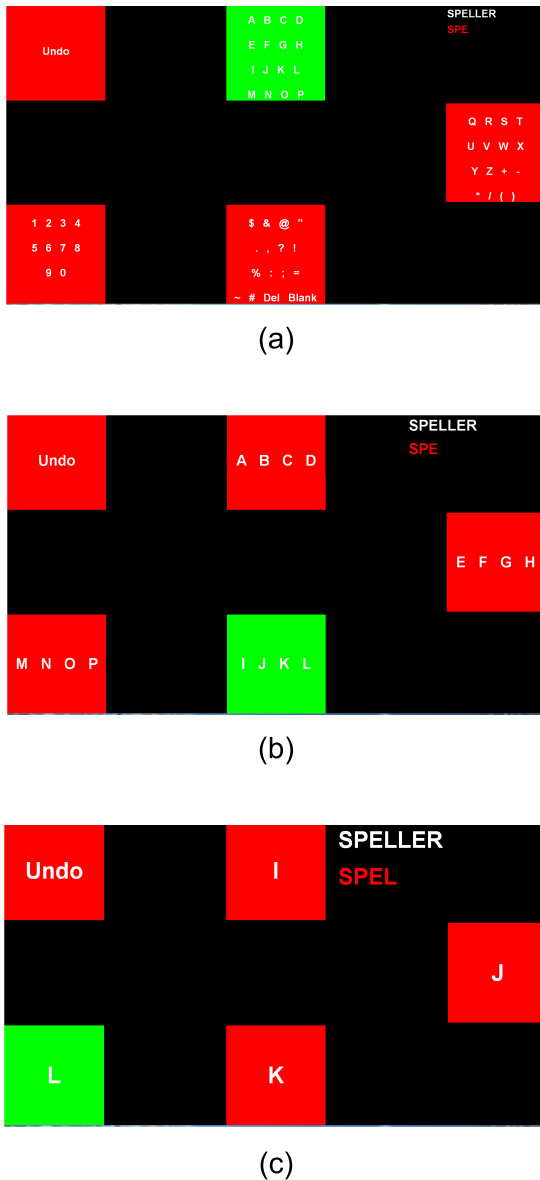 Undo
A B C D
E F G H
I J K L
M N O P
SPELLER
SPE
Q R S T
U V W X
Y Z + -
* / ( )
1 2 3 4
5 6 7 8
9 0
$ & @ "
. , ? !
% : ; =
~ # Del Blank
(a)
Undo
A B C D
SPELLER
SPE
E F G H
M N O P
I J K L
(b)
Undo
I
SPELLER
SPEL
J
L
K
(c)